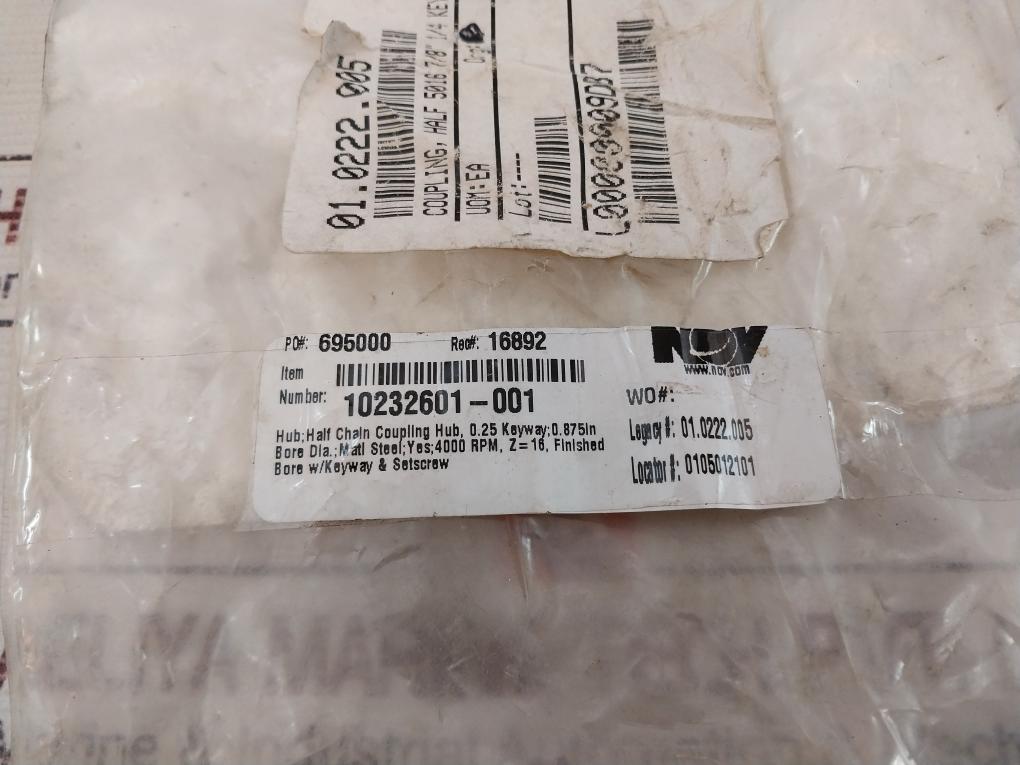 01.0222.005
COUPLING, HALF 5016 7/8" 1/4 KEY
UOM:EA
Lot:----
PO#: 695000 Rec#: 16892
NOV
www.nov.com
Item
Number: 10232601-001
WO#:
Hub;Half Chain Coupling Hub, 0.25 Keyway;0.875in
Bore Dia.;Matl Steel;Yes;4000 RPM, Z=16, Finished
Bore w/Keyway & Setscrew
Legacy #: 01.0222.005
Locator #: 0105012101